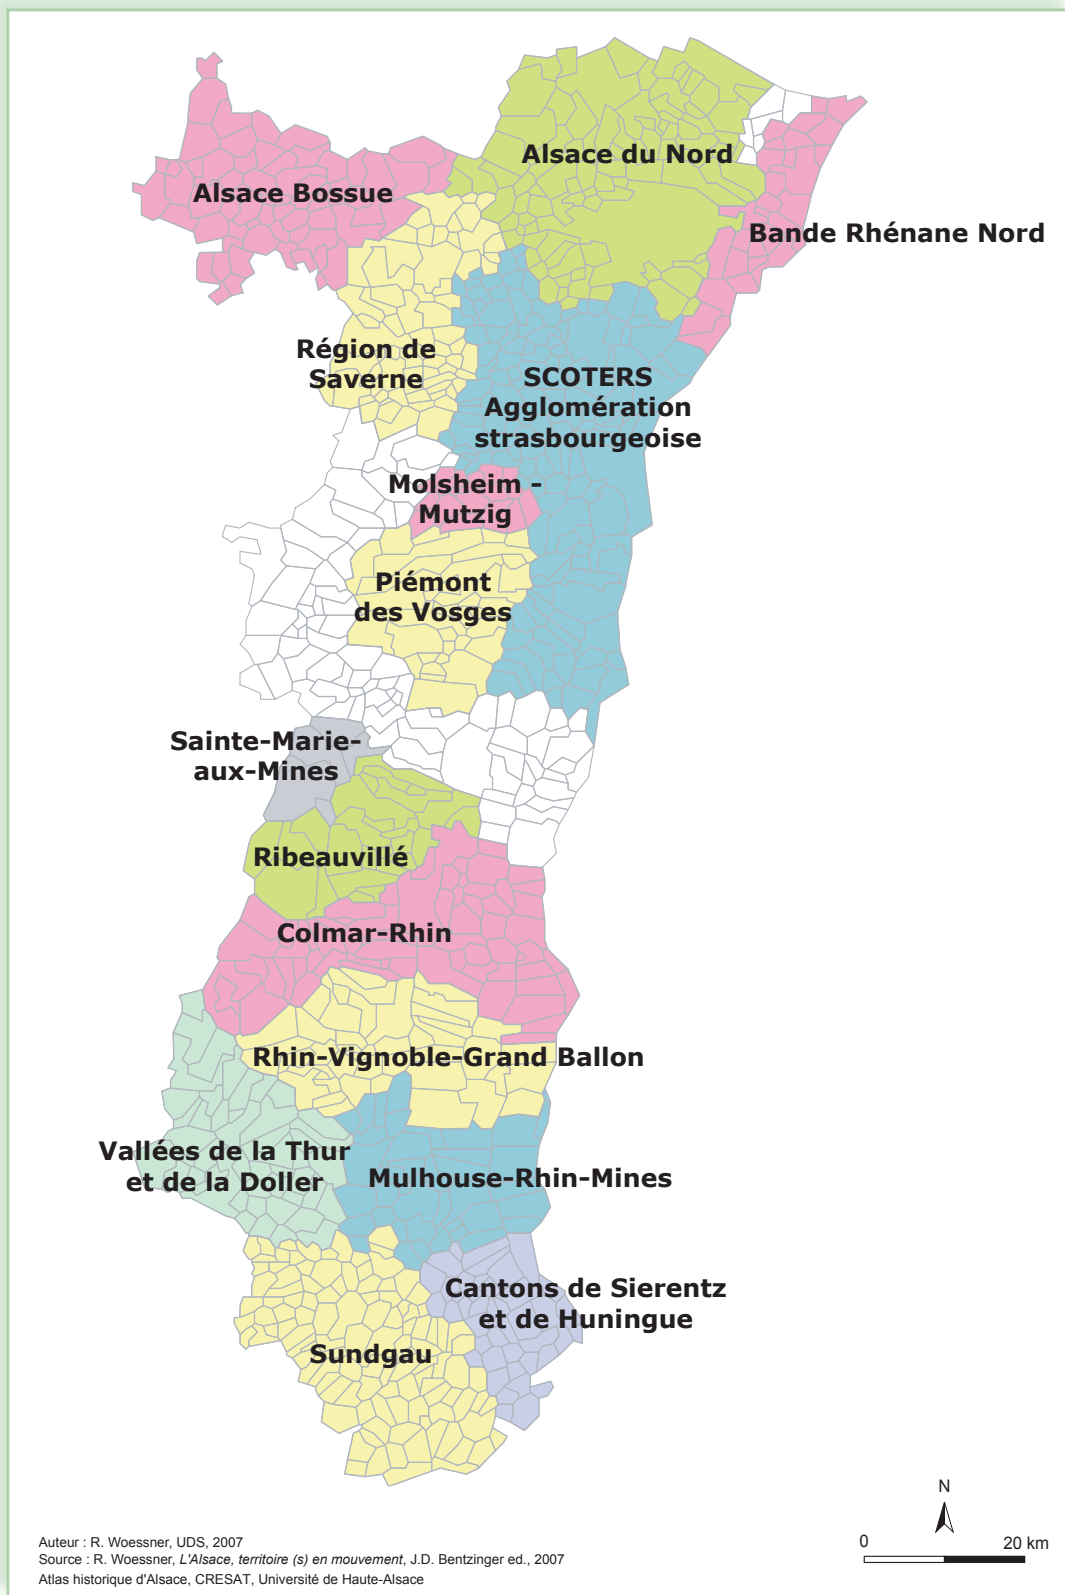 Alsace du Nord
Alsace Bossue
Bande Rhénane Nord
Région de
Saverne
SCOTERS
Agglomération
strasbourgeoise
Molsheim -
Mutzig
Piémont
des Vosges
Sainte-Marie-
aux-Mines
Ribeauvillé
Colmar-Rhin
Rhin-Vignoble-Grand Ballon
Vallées de la Thur
et de la Doller
Mulhouse-Rhin-Mines
Cantons de Sierentz
et de Huningue
Sundgau
N
0 20 km
Auteur : R. Woessner, UDS, 2007
Source : R. Woessner, L'Alsace, territoire (s) en mouvement, J.D. Bentzinger ed., 2007
Atlas historique d'Alsace, CRESAT, Université de Haute-Alsace